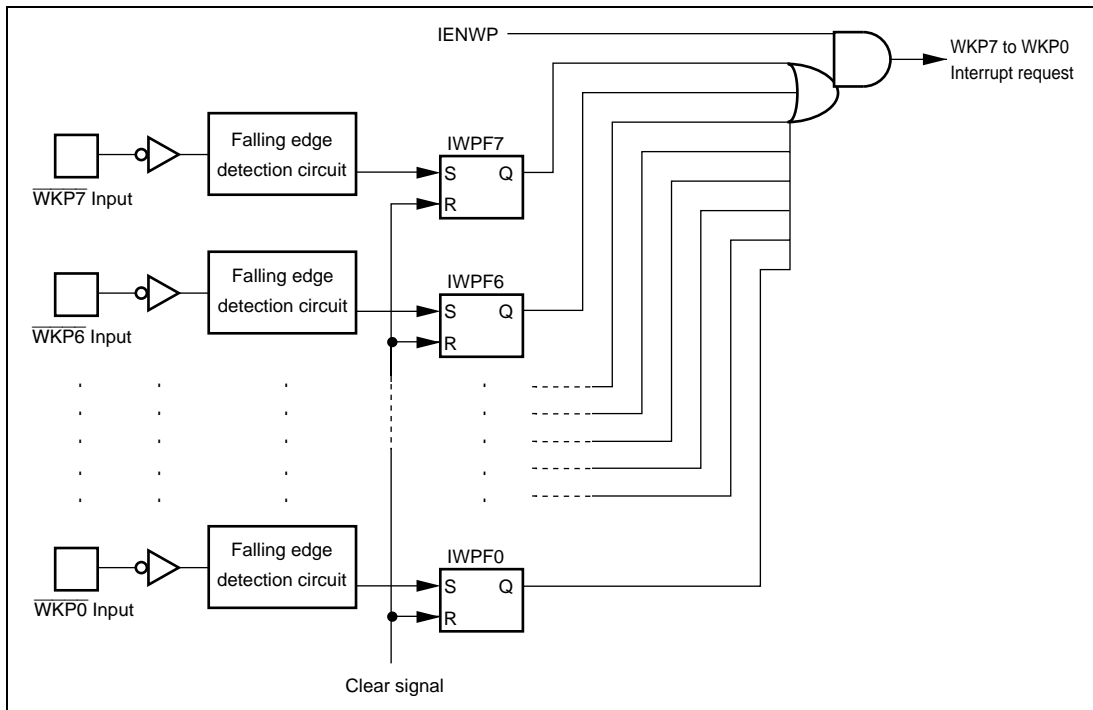 IENWP
WKP7 to WKP0
Interrupt request
Falling edge
detection circuit
IWPF7
S Q
R
WKP7 Input
Falling edge
detection circuit
IWPF6
S Q
R
WKP6 Input
Falling edge
detection circuit
IWPF0
S Q
R
WKP0 Input
Clear signal